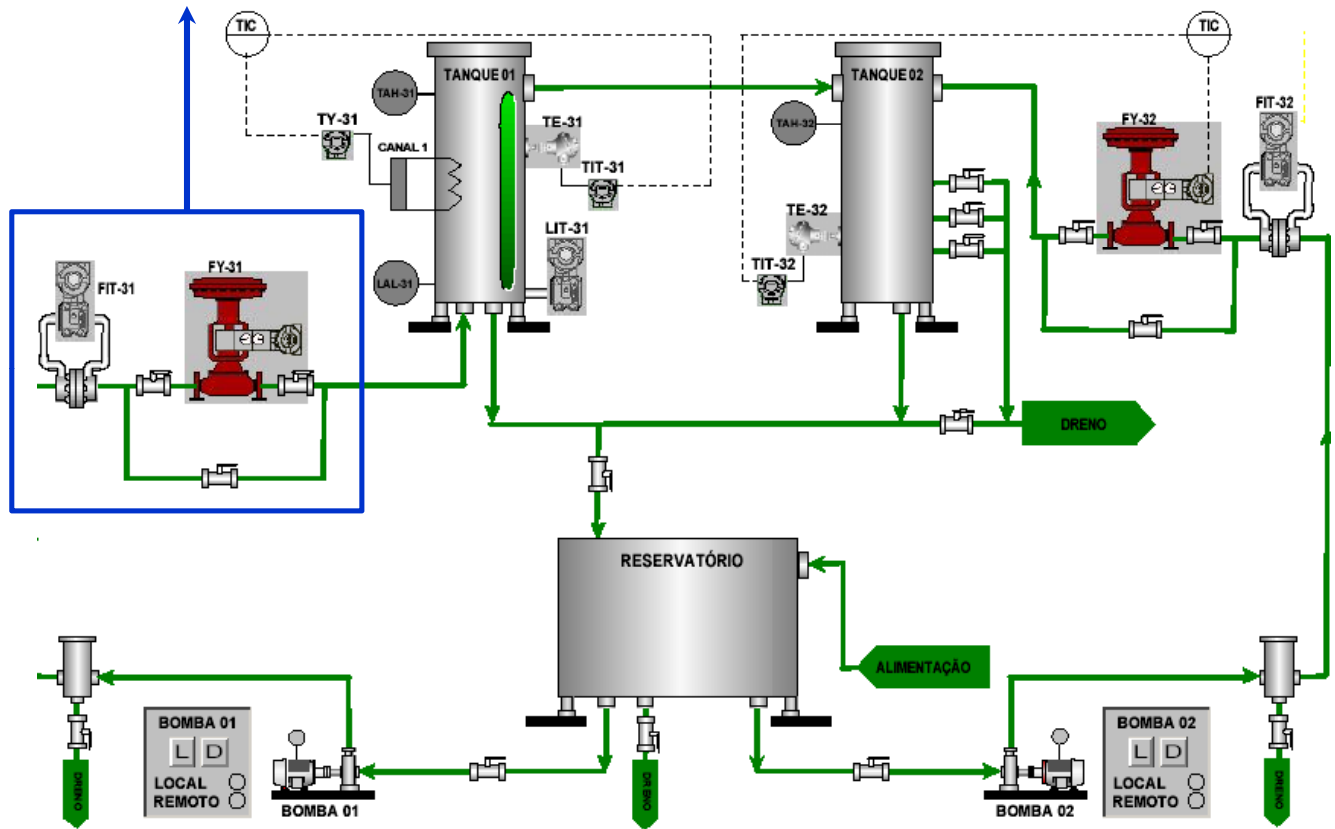 TIC
TIC
TANQUE 01
TANQUE 02
TAH-31
TAH-32
FIT-32
FY-32
TY-31
TE-31
CANAL 1
TIT-31
TE-32
LIT-31
TIT-32
LAL-31
FY-31
FIT-31
DRENO
RESERVATÓRIO
ALIMENTAÇÃO
BOMBA 01
L D
LOCAL
REMOTO
BOMBA 01
BOMBA 02
L D
LOCAL
REMOTO
BOMBA 02
DRENO
DRENO
DRENO